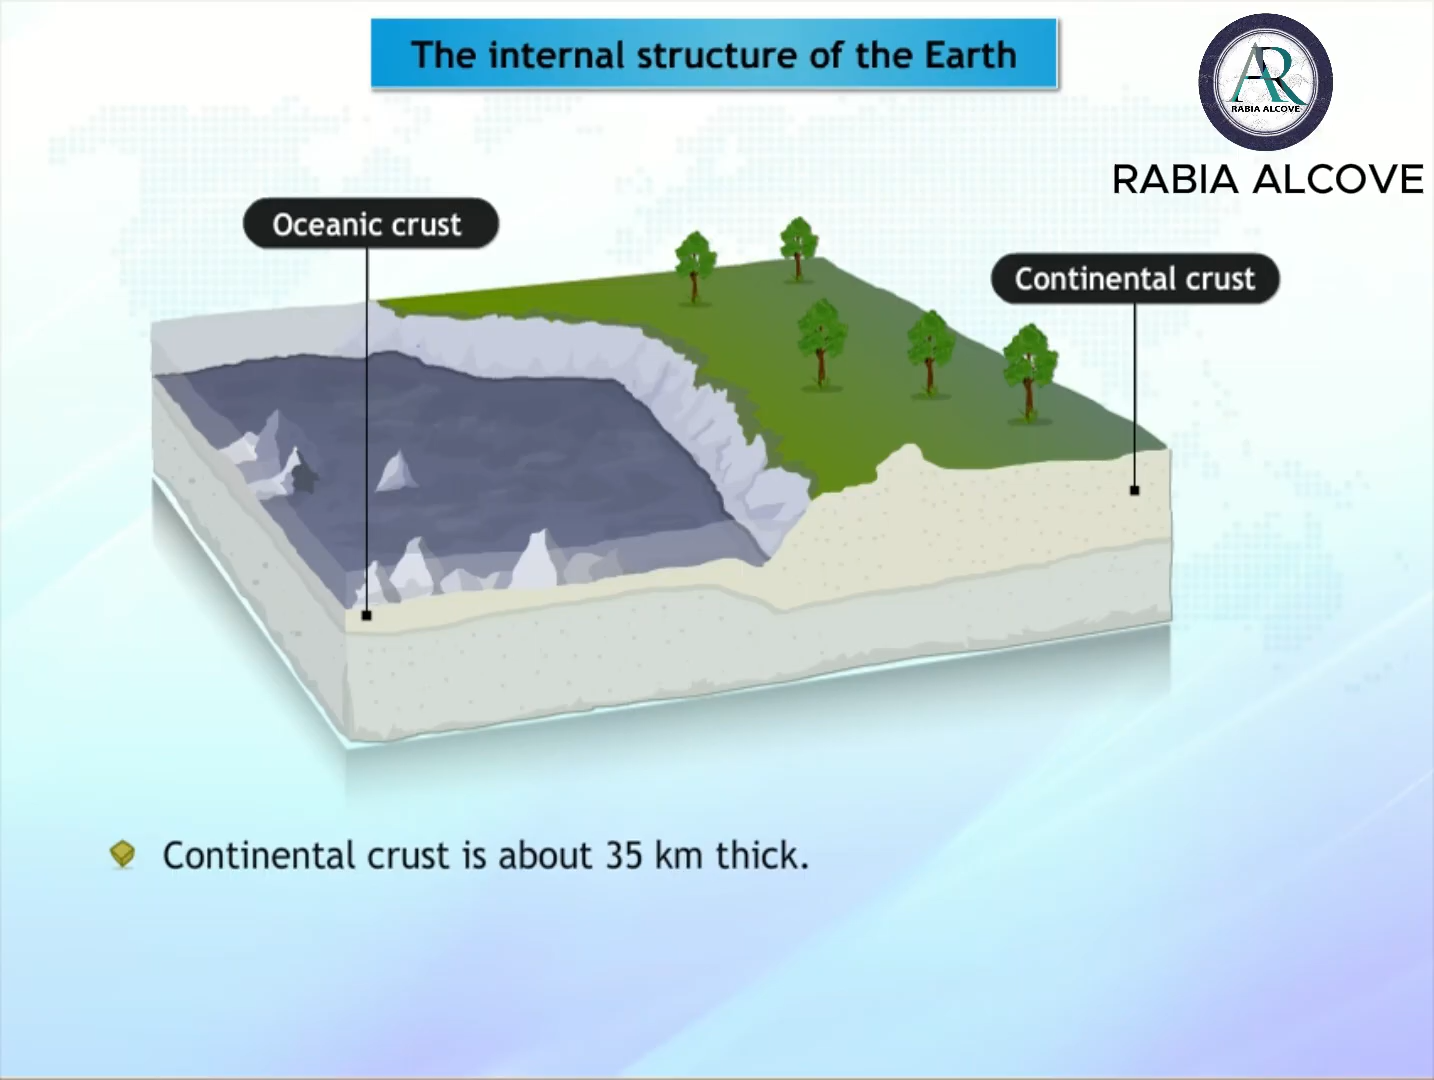 The internal structure of the Earth
AR
RABIA ALCOVE
RABIA ALCOVE
Oceanic crust
Continental crust
Continental crust is about 35 km thick.